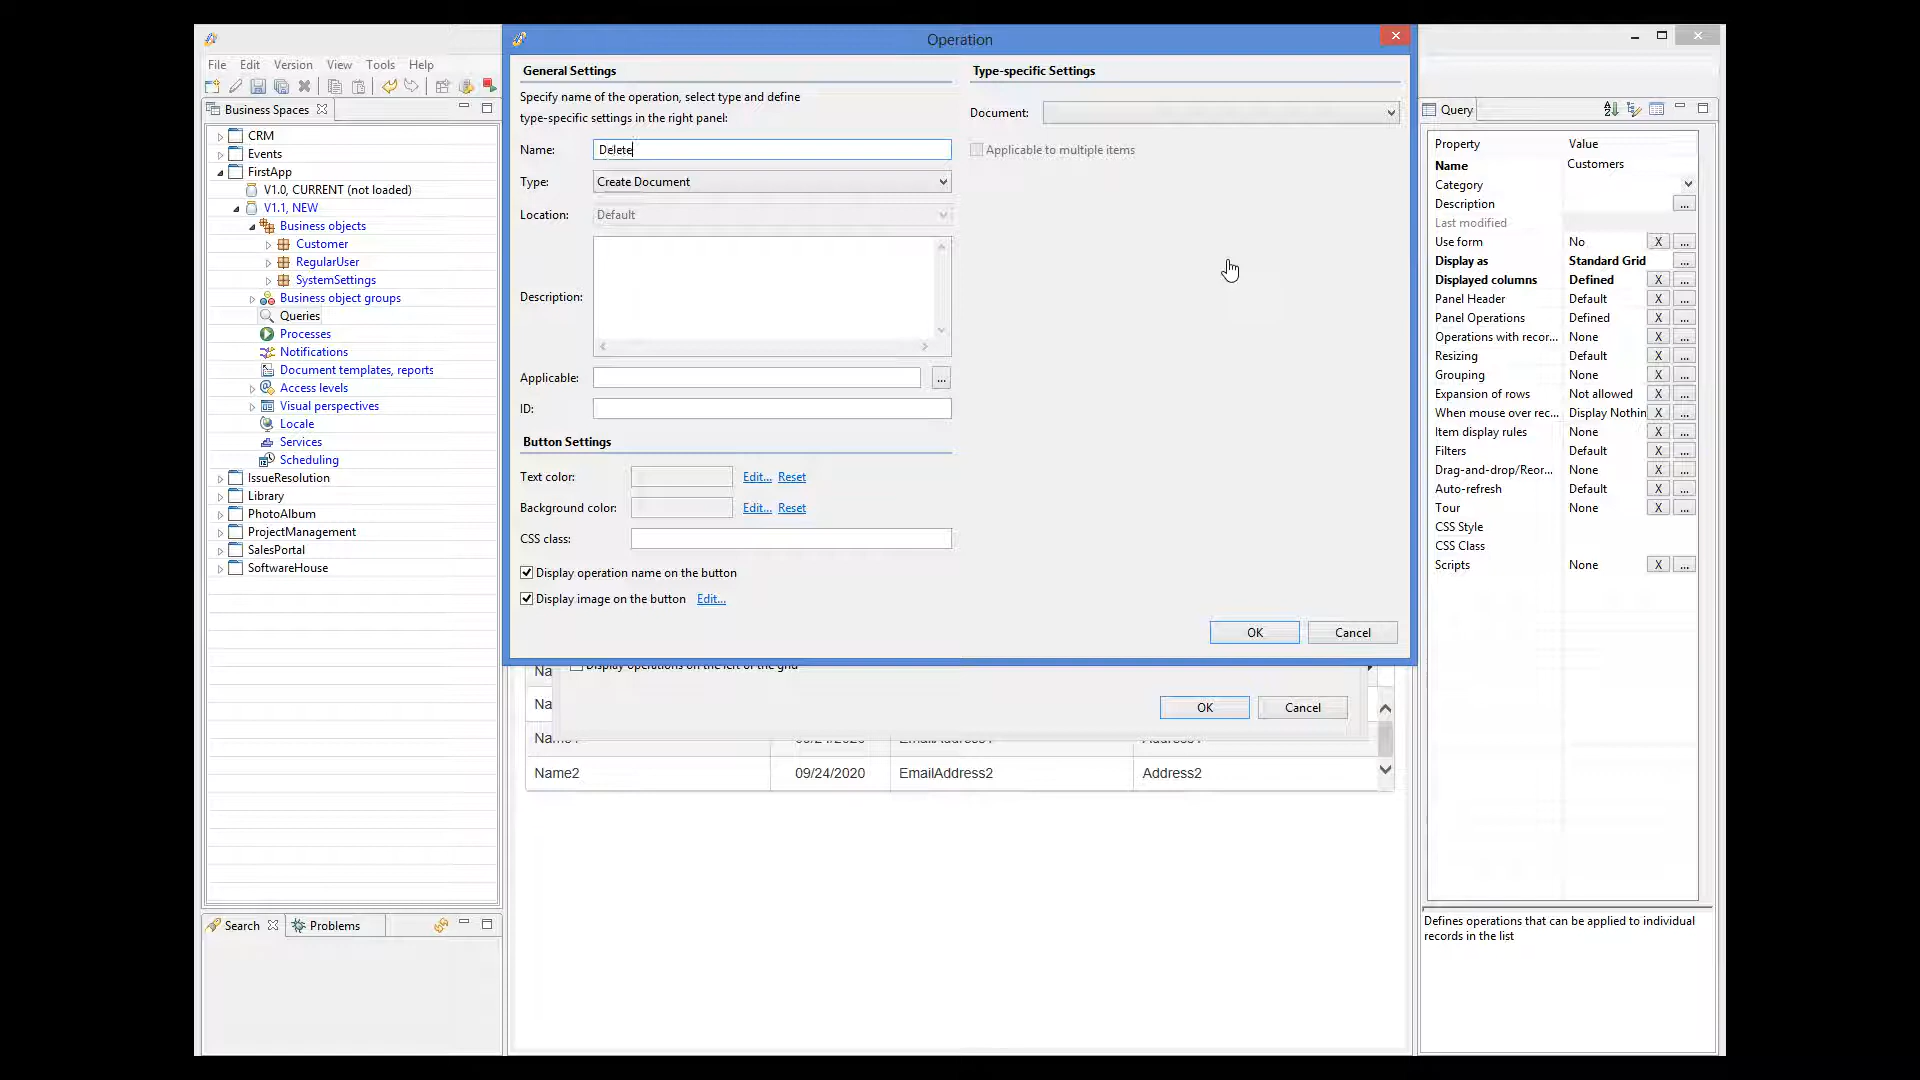 Operation
File Edit Version View Tools Help
Business Spaces
CRM
Events
FirstApp
V1.0, CURRENT (not loaded)
V1.1, NEW
Business objects
Customer
RegularUser
SystemSettings
Business object groups
Queries
Processes
Notifications
Document templates, reports
Access levels
Visual perspectives
Locale
Services
Scheduling
IssueResolution
Library
PhotoAlbum
ProjectManagement
SalesPortal
SoftwareHouse
Search
Problems
General Settings
Specify name of the operation, select type and define
type-specific settings in the right panel:
Name: Delete
Type: Create Document
Location: Default
Description:
Applicable: ...
ID:
Button Settings
Text color: Edit... Reset
Background color: Edit... Reset
CSS class:
Display operation name on the button
Display image on the button Edit...
Type-specific Settings
Document:
Applicable to multiple items
OK Cancel
Display operations on the left of the grid
Na
Na
OK Cancel
Name2 09/24/2020 EmailAddress2 Address2
Query
Property Value
Name Customers
Category
Description ...
Last modified
Use form No X ...
Display as Standard Grid ...
Displayed columns Defined X ...
Panel Header Default X ...
Panel Operations Defined X ...
Operations with recor... None X ...
Resizing Default X ...
Grouping None X ...
Expansion of rows Not allowed X ...
When mouse over rec... Display Nothin X ...
Item display rules None X ...
Filters Default X ...
Drag-and-drop/Reor... None X ...
Auto-refresh Default X ...
Tour None X ...
CSS Style
CSS Class
Scripts None X ...
Defines operations that can be applied to individual
records in the list